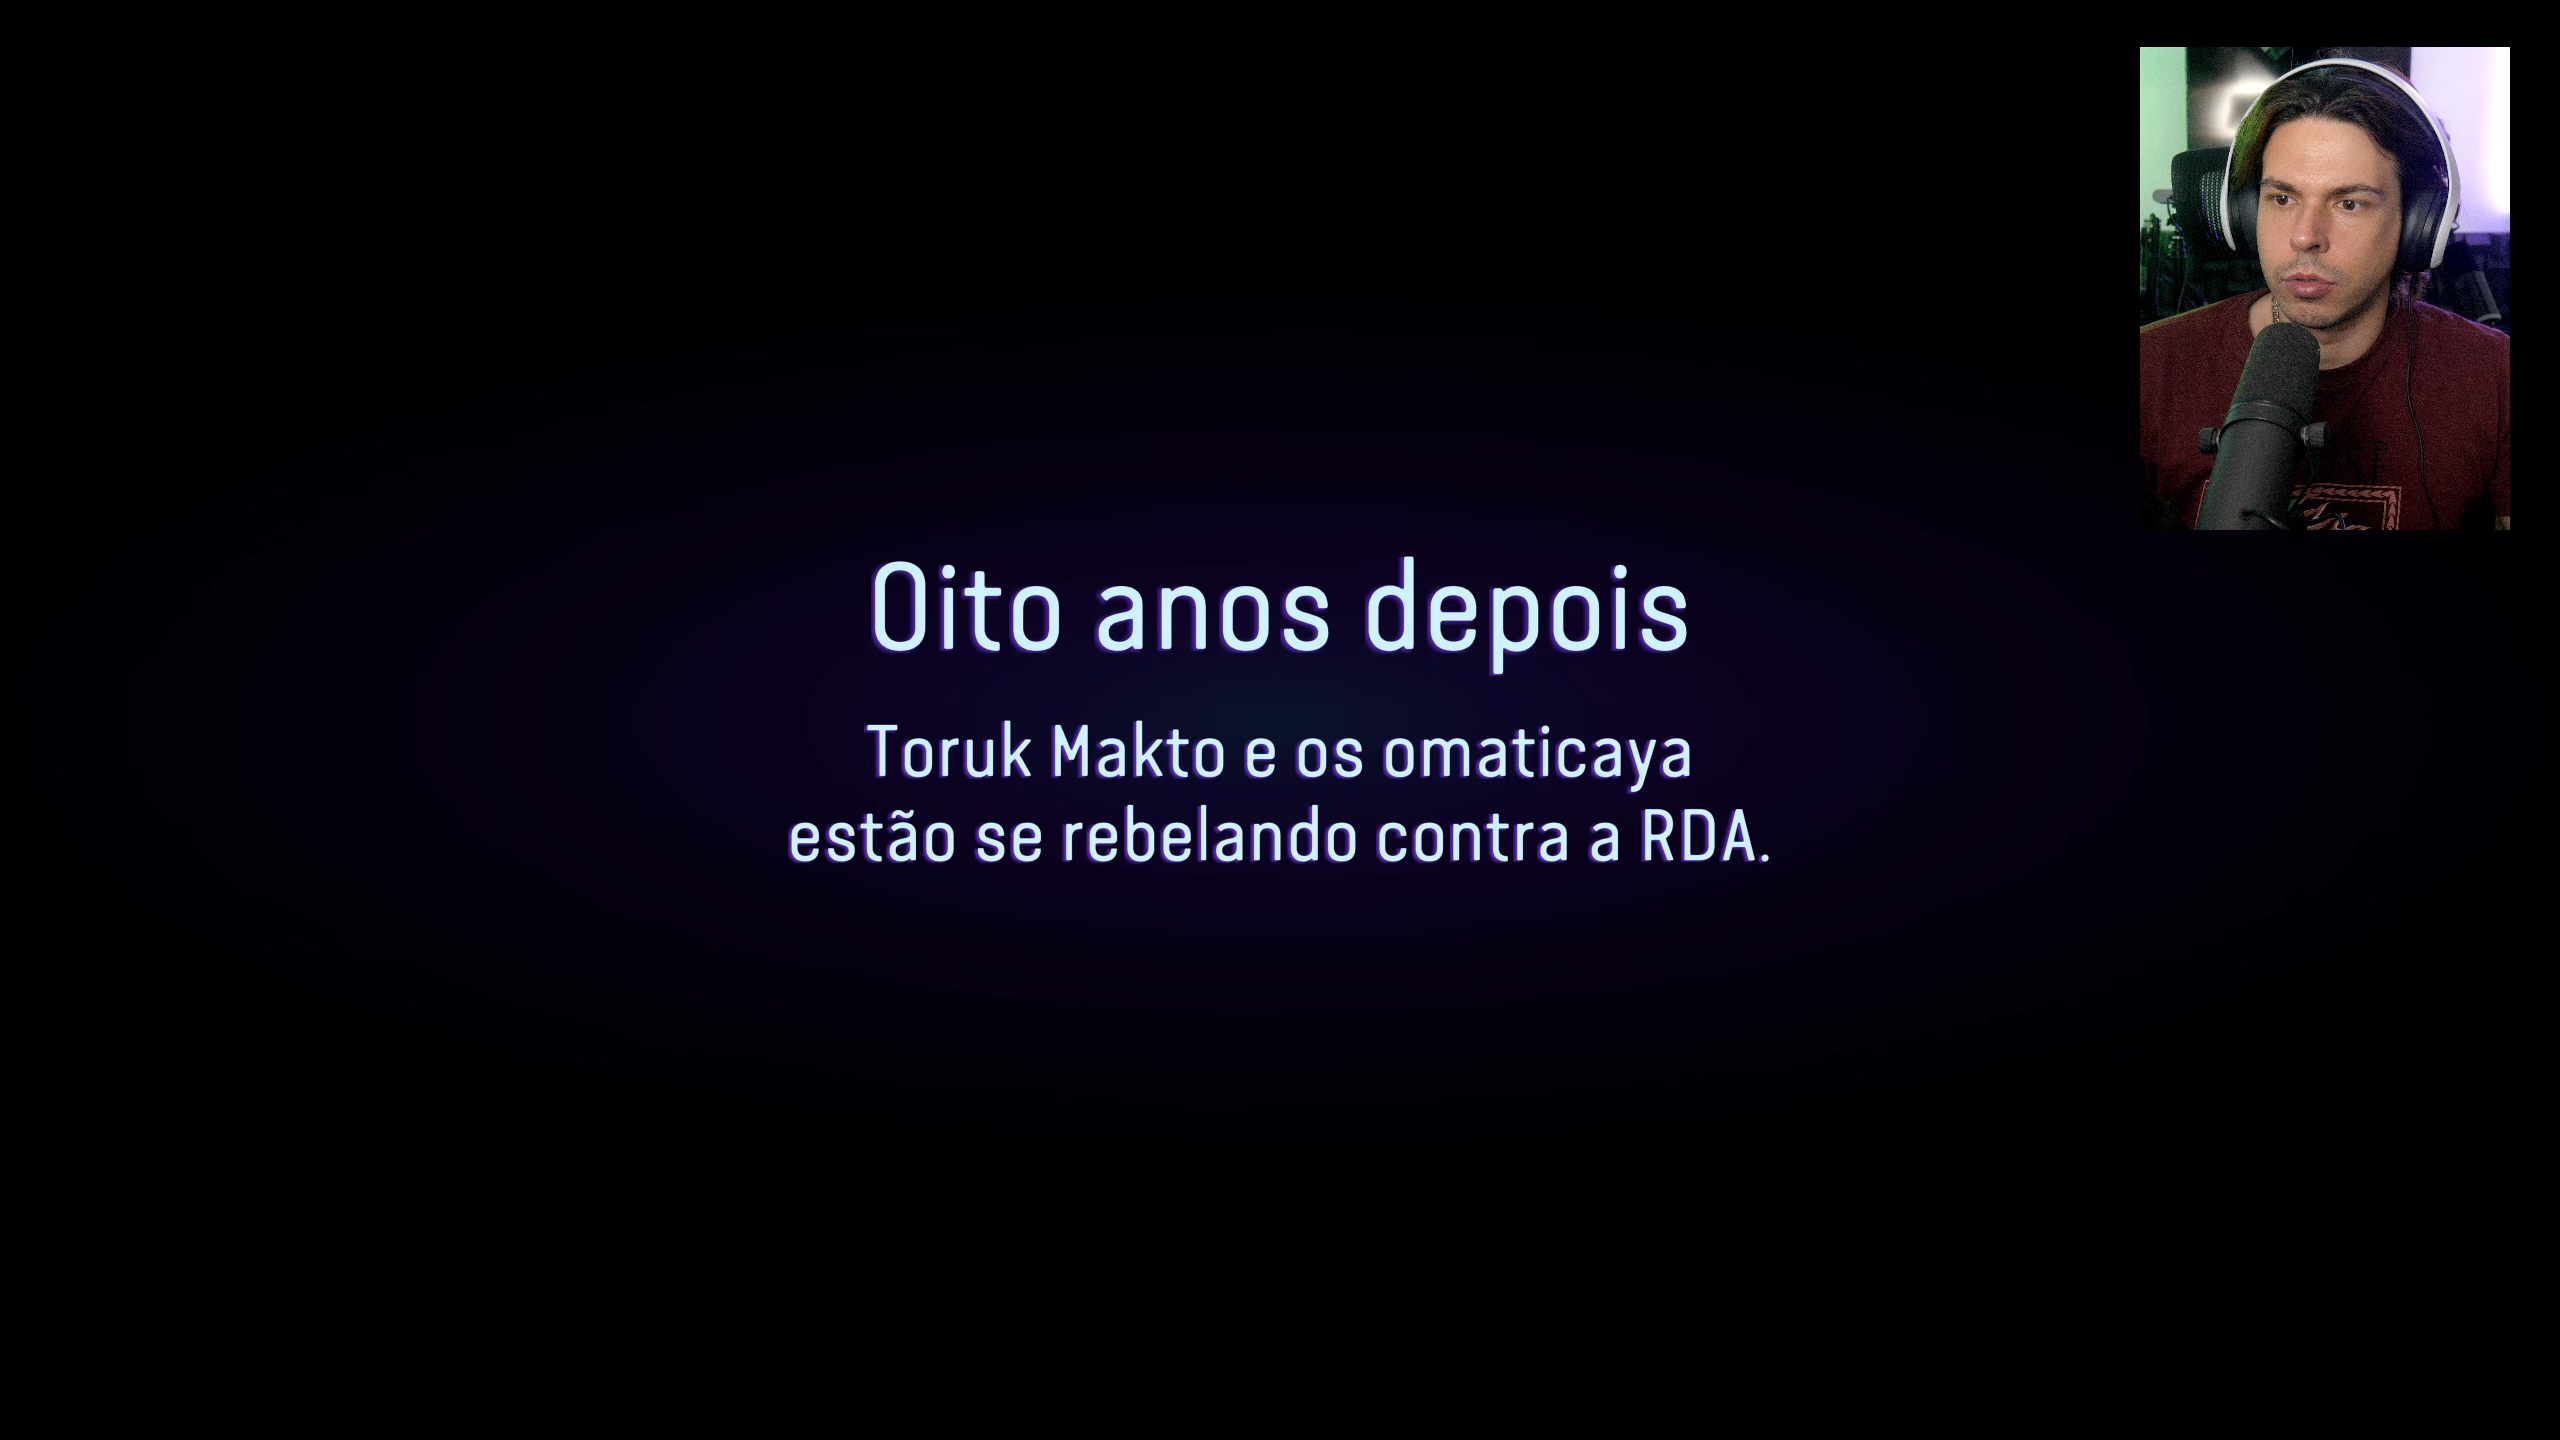 Oito anos depois
Toruk Makto e os omaticaya
estão se rebelando contra a RDA.